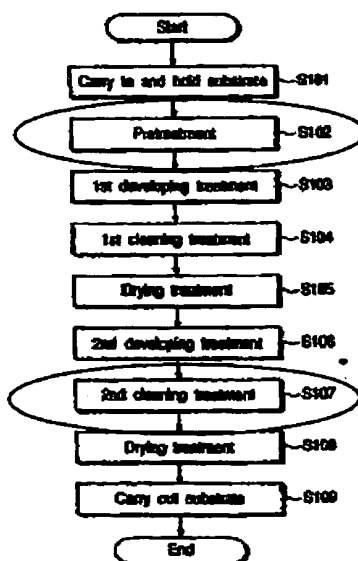 Start
Carry in and hold substrate S101
Pretreatment S102
1st developing treatment S103
1st cleaning treatment S104
Drying treatment S105
2nd developing treatment S106
2nd cleaning treatment S107
Drying treatment S108
Carry out substrate S109
End